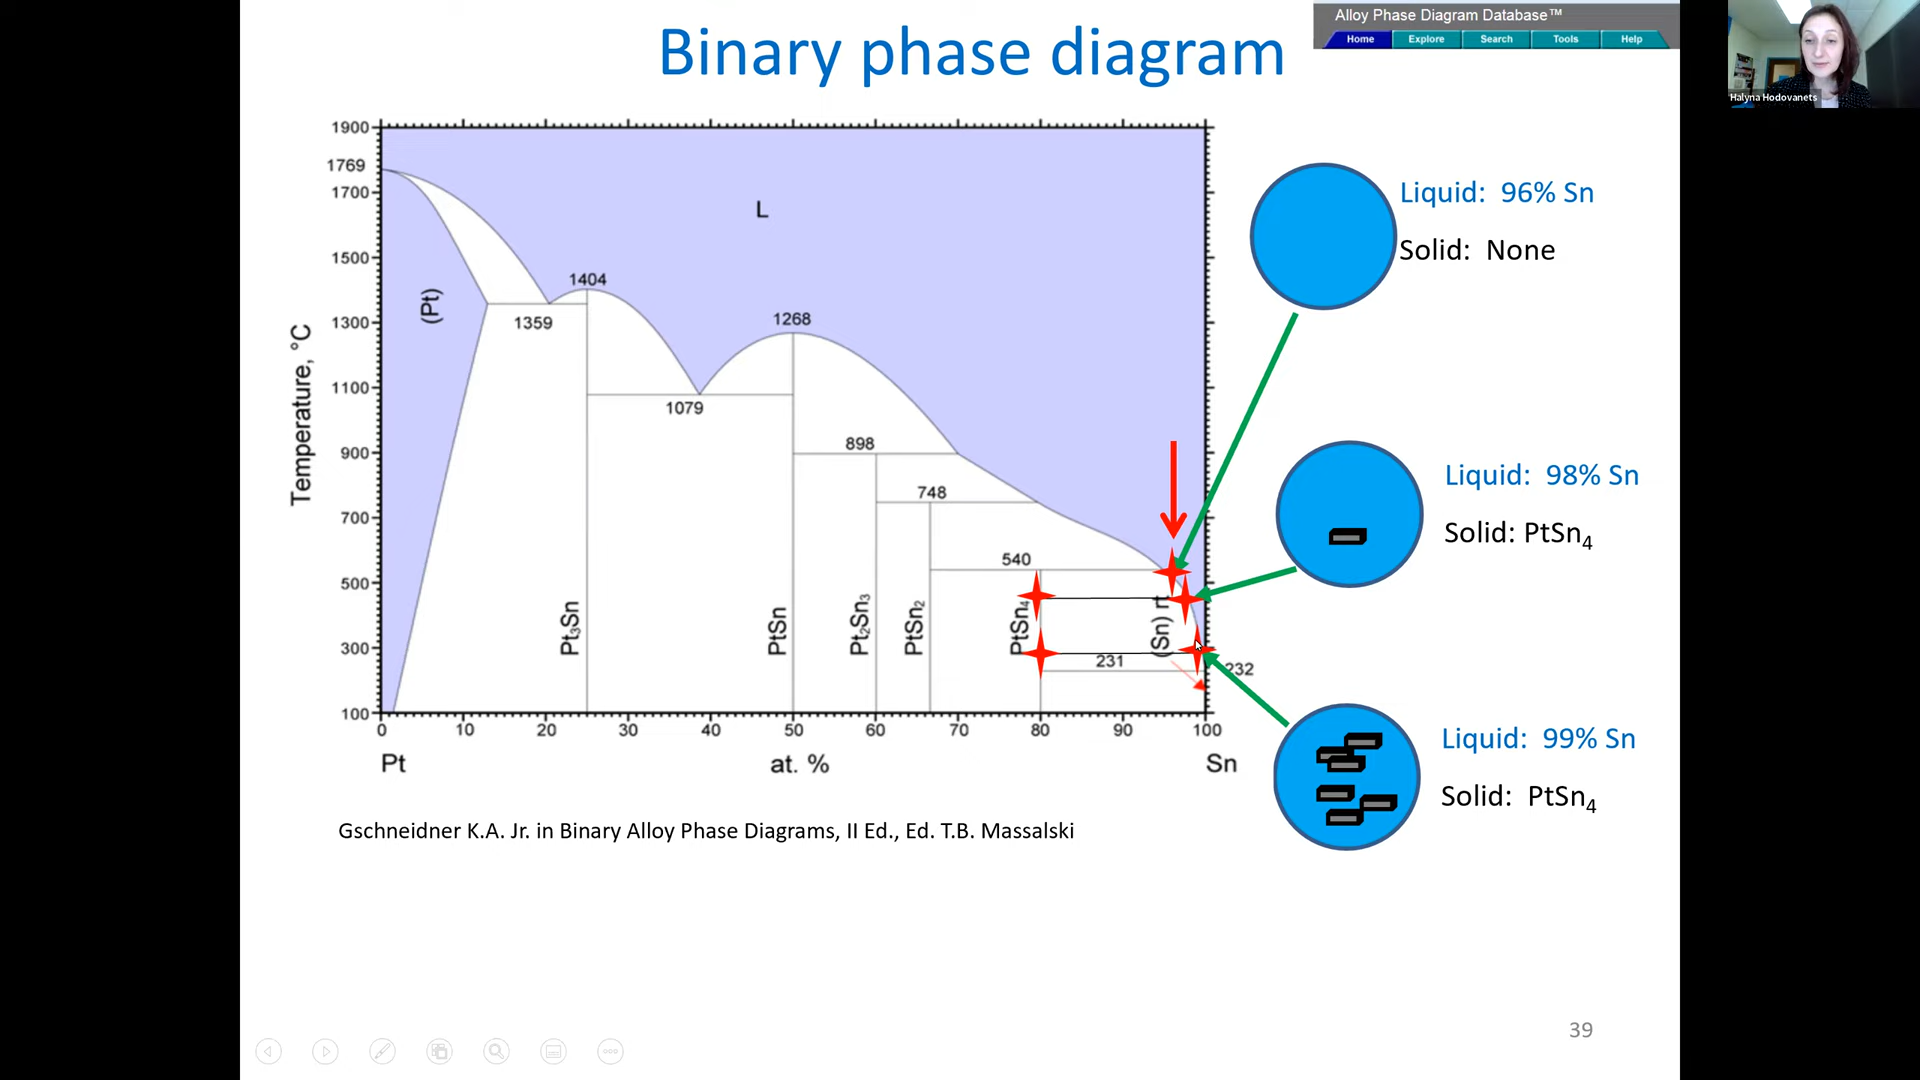 Binary phase diagram
Alloy Phase Diagram Database™
Home Explore Search Tools Help
Halyna Hodovanets
1900
1769
1700
1500
1300
1100
900
700
500
300
100
Temperature, °C
L
(Pt)
1404
1359
1268
1079
898
748
540
231
232
Pt₃Sn
PtSn
Pt₂Sn₃
PtSn₂
PtSn₄
(Sn) rt
0 10 20 30 40 50 60 70 80 90 100
Pt at. % Sn
Liquid: 96% Sn
Solid: None
Liquid: 98% Sn
Solid: PtSn₄
Liquid: 99% Sn
Solid: PtSn₄
Gschneidner K.A. Jr. in Binary Alloy Phase Diagrams, II Ed., Ed. T.B. Massalski
39